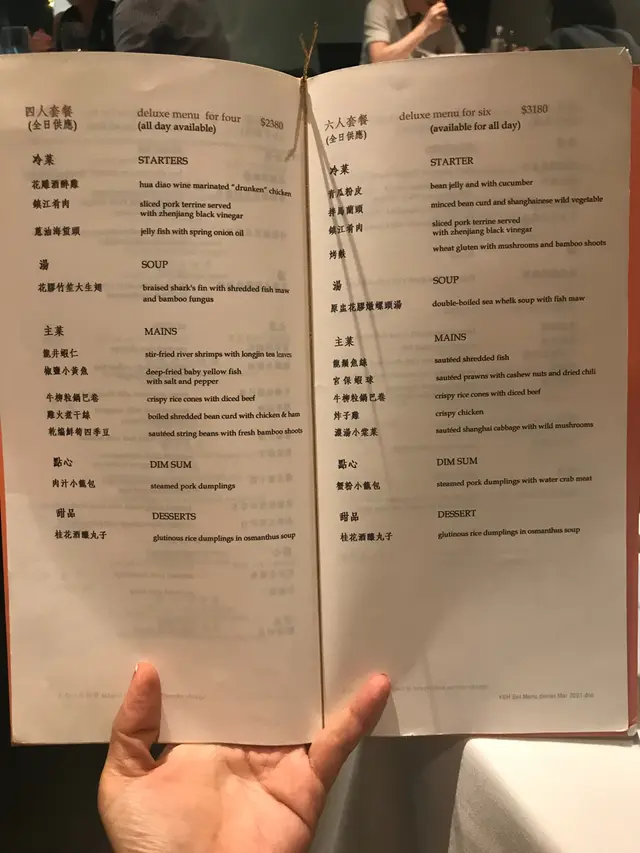 四人套餐 deluxe menu for four $2380
(全日供應) (all day available)
冷菜 STARTERS
花雕酒醉雞 hua diao wine marinated "drunken" chicken
鎮江肴肉 sliced pork terrine served
with zhenjiang black vinegar
蔥油海蜇頭 jelly fish with spring onion oil
湯 SOUP
花膠竹笙大生翅 braised shark's fin with shredded fish maw
and bamboo fungus
主菜 MAINS
龍井蝦仁 stir-fried river shrimps with longjin tea leaves
椒鹽小黃魚 deep-fried baby yellow fish
with salt and pepper
牛柳粒鍋巴卷 crispy rice cones with diced beef
雞火煮干絲 boiled shredded bean curd with chicken & ham
乾煸鮮筍四季豆 sautéed string beans with fresh bamboo shoots
點心 DIM SUM
肉汁小籠包 steamed pork dumplings
甜品 DESSERTS
桂花酒釀丸子 glutinous rice dumplings in osmanthus soup
六人套餐 deluxe menu for six $3180
(全日供應) (available for all day)
冷菜 STARTER
青瓜粉皮 bean jelly and with cucumber
拌馬蘭頭 minced bean curd and shanghainese wild vegetable
鎮江肴肉 sliced pork terrine served
with zhenjiang black vinegar
烤麩 wheat gluten with mushrooms and bamboo shoots
湯 SOUP
原盅花膠燉螺頭湯 double-boiled sea whelk soup with fish maw
主菜 MAINS
龍鬚魚絲 sautéed shredded fish
宮保蝦球 sautéed prawns with cashew nuts and dried chili
牛柳粒鍋巴卷 crispy rice cones with diced beef
炸子雞 crispy chicken
濃湯小棠菜 sautéed shanghai cabbage with wild mushrooms
點心 DIM SUM
蟹粉小籠包 steamed pork dumplings with water crab meat
甜品 DESSERT
桂花酒釀丸子 glutinous rice dumplings in osmanthus soup
Set Menu dinner Mar